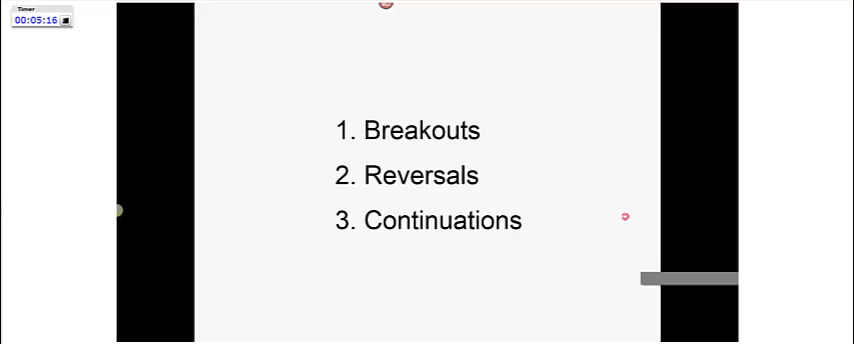 Timer
00:05:16
1. Breakouts
2. Reversals
3. Continuations